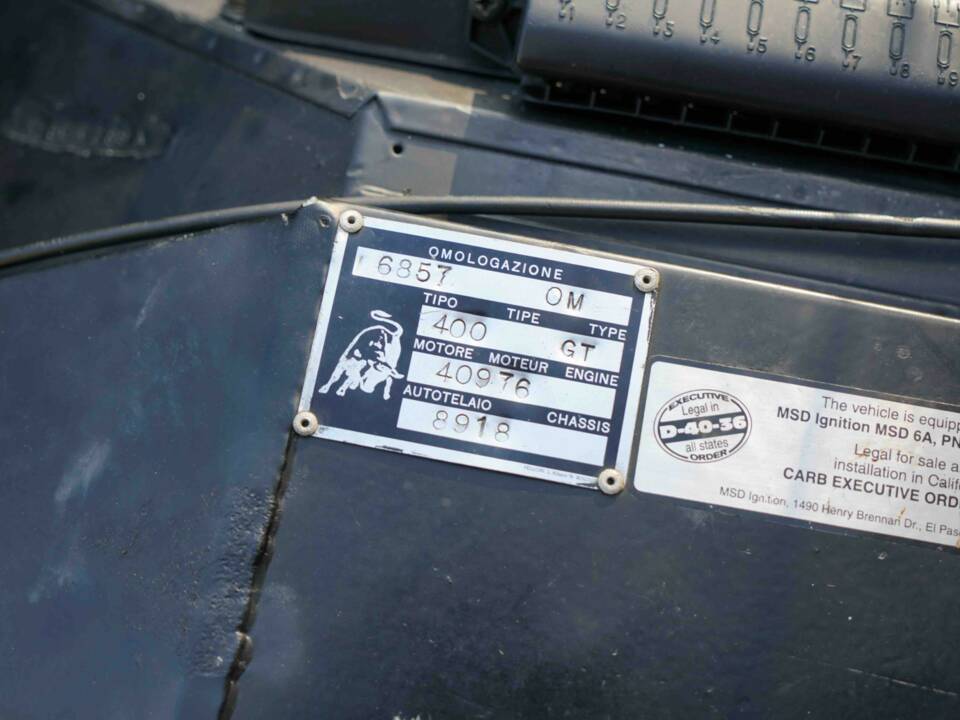 1 2 3 4 5 6 7 8 9
OMOLOGAZIONE
6857 OM
TIPO TIPE TYPE
400 GT
MOTORE MOTEUR ENGINE
40976
AUTOTELAIO CHASSIS
8918
EXECUTIVE
Legal in
D-40-36
all states
ORDER
The vehicle is equipp
MSD Ignition MSD 6A, PN
Legal for sale a
installation in Calif
CARB EXECUTIVE ORD
MSD Ignition, 1490 Henry Brennan Dr., El Pas